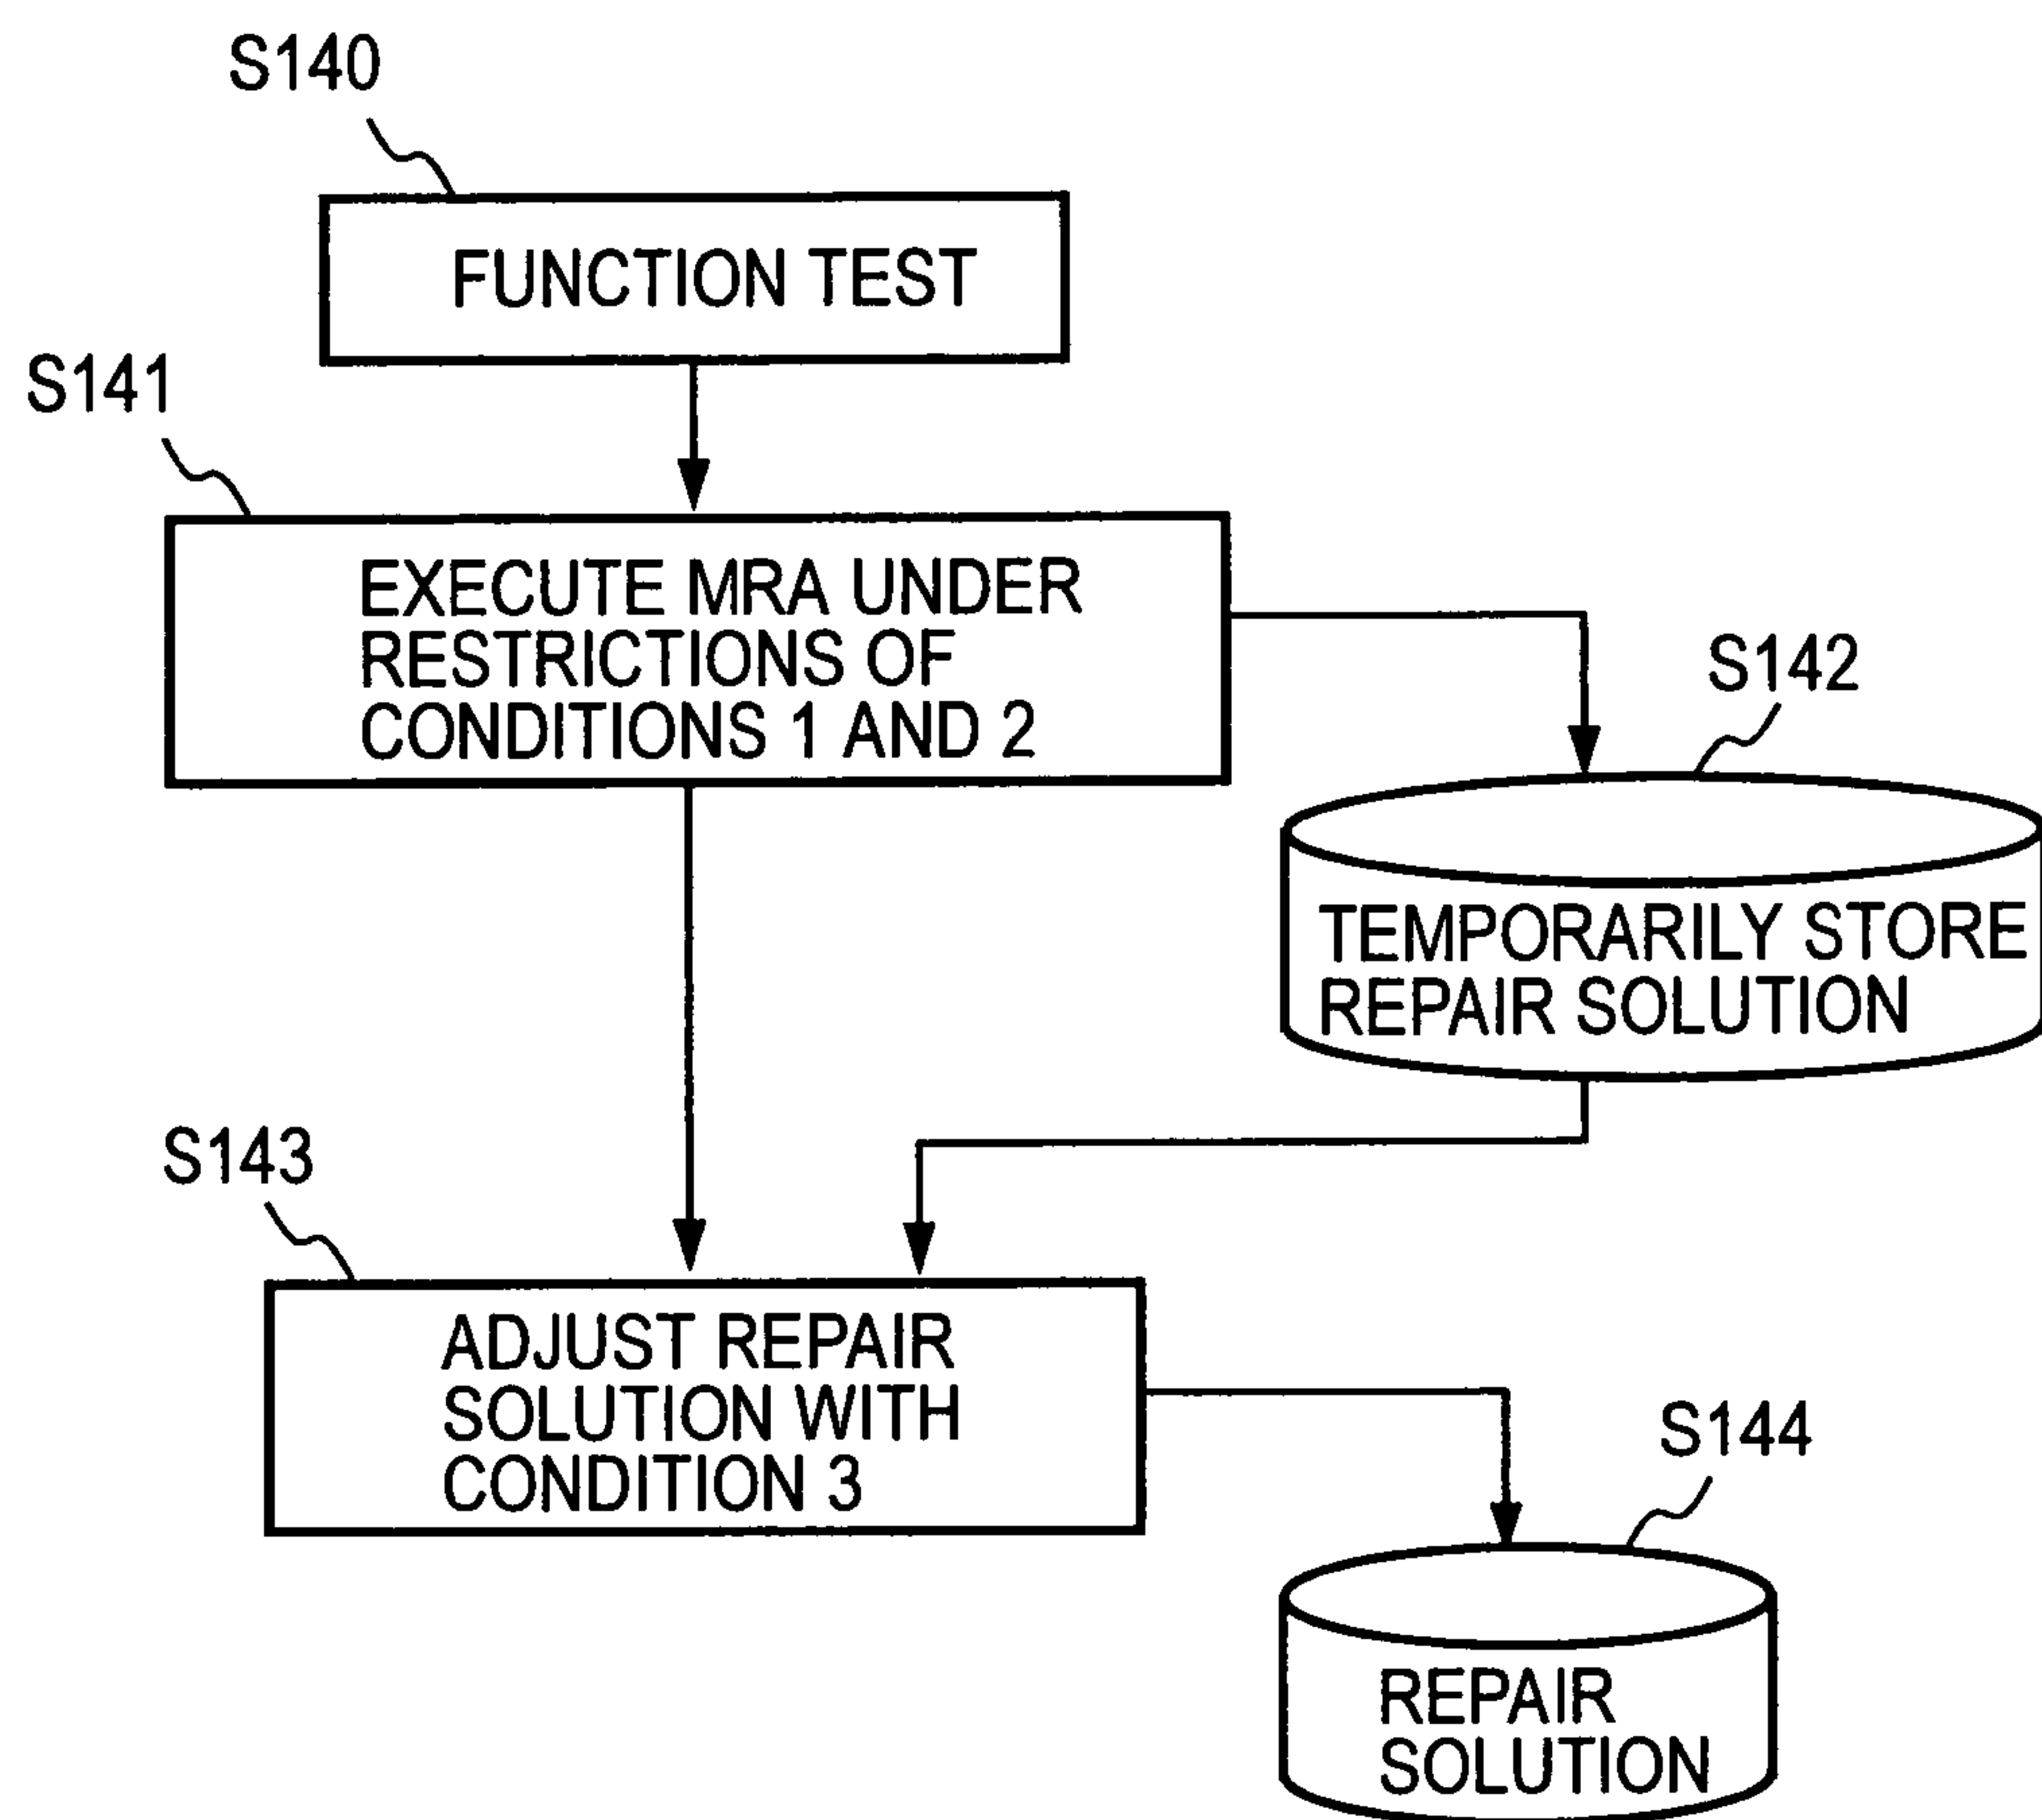 S140
FUNCTION TEST
S141
EXECUTE MRA UNDER
RESTRICTIONS OF
CONDITIONS 1 AND 2
S142
TEMPORARILY STORE
REPAIR SOLUTION
S143
ADJUST REPAIR
SOLUTION WITH
CONDITION 3
S144
REPAIR
SOLUTION